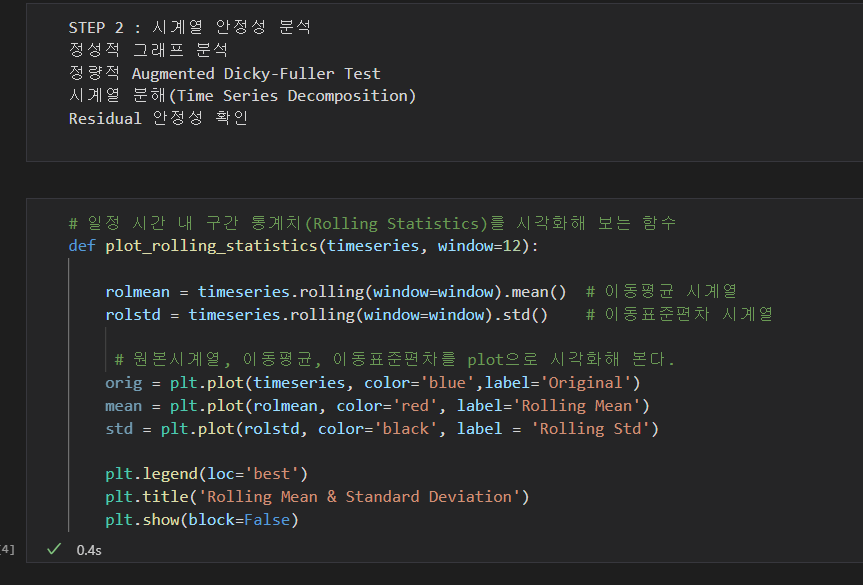 STEP 2 : 시계열 안정성 분석
정성적 그래프 분석
정량적 Augmented Dicky-Fuller Test
시계열 분해(Time Series Decomposition)
Residual 안정성 확인
# 일정 시간 내 구간 통계치(Rolling Statistics)를 시각화해 보는 함수
def plot_rolling_statistics(timeseries, window=12):
rolmean = timeseries.rolling(window=window).mean()  # 이동평균 시계열
rolstd = timeseries.rolling(window=window).std()    # 이동표준편차 시계열
# 원본시계열, 이동평균, 이동표준편차를 plot으로 시각화해 본다.
orig = plt.plot(timeseries, color='blue',label='Original')
mean = plt.plot(rolmean, color='red', label='Rolling Mean')
std = plt.plot(rolstd, color='black', label = 'Rolling Std')
plt.legend(loc='best')
plt.title('Rolling Mean & Standard Deviation')
plt.show(block=False)
4]
✓ 0.4s